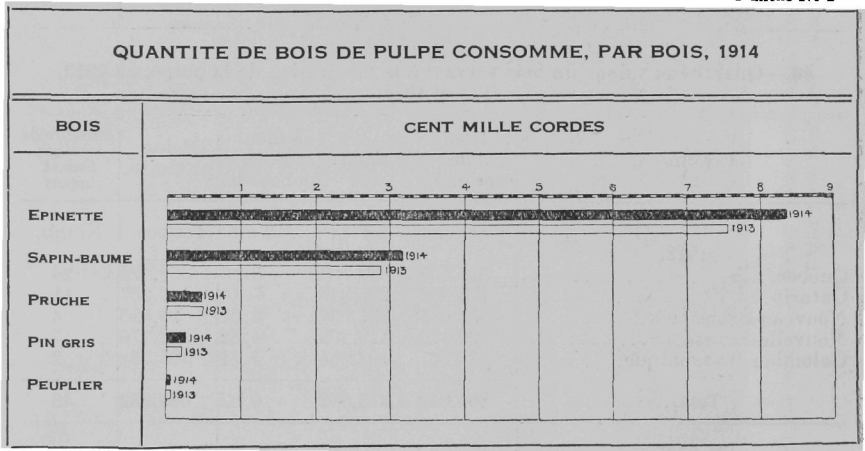 QUANTITE DE BOIS DE PULPE CONSOMME, PAR BOIS, 1914
BOIS
CENT MILLE CORDES
1 2 3 4 5 6 7 8 9
EPINETTE
1914
1913
SAPIN-BAUME
1914
1913
PRUCHE
1914
1913
PIN GRIS
1914
1913
PEUPLIER
1914
1913